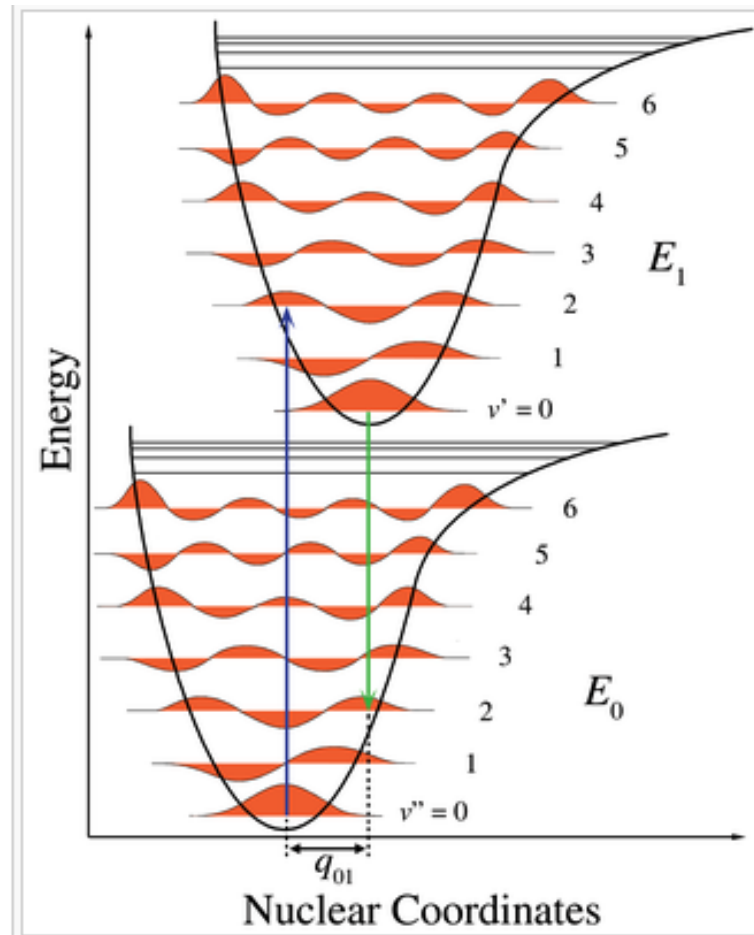 6
5
4
3
E₁
2
1
v' = 0
Energy
6
5
4
3
E₀
2
1
v'' = 0
q₀₁
Nuclear Coordinates